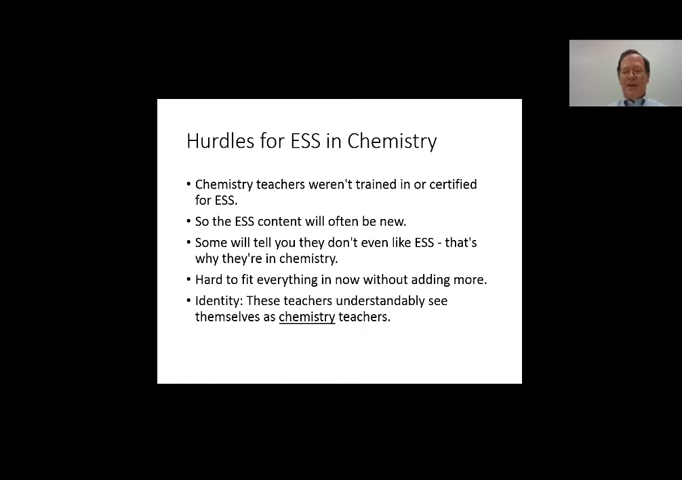 Hurdles for ESS in Chemistry
• Chemistry teachers weren't trained in or certified
for ESS.
• So the ESS content will often be new.
• Some will tell you they don't even like ESS - that's
why they're in chemistry.
• Hard to fit everything in now without adding more.
• Identity: These teachers understandably see
themselves as chemistry teachers.